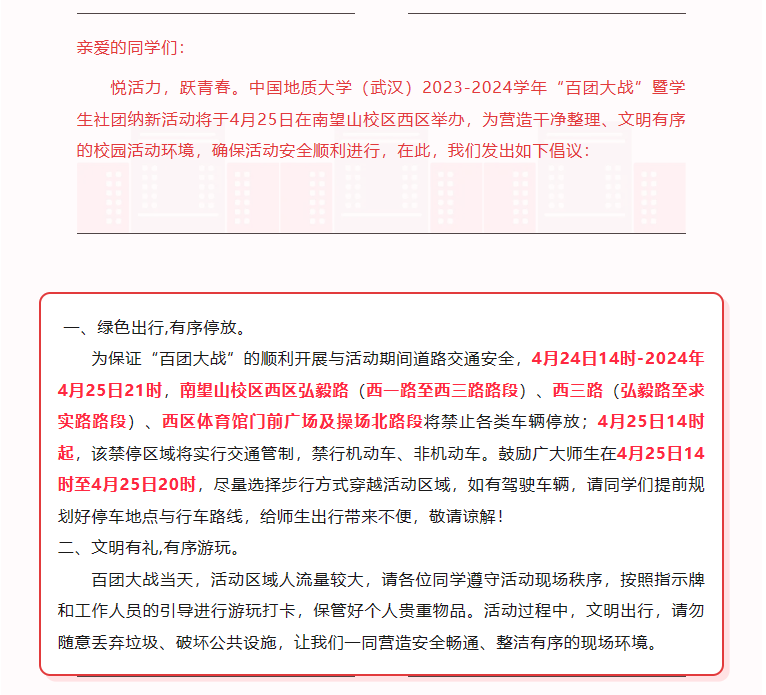 亲爱的同学们：
悦活力，跃青春。中国地质大学（武汉）2023-2024学年“百团大战”暨学
生社团纳新活动将于4月25日在南望山校区西区举办，为营造干净整理、文明有序
的校园活动环境，确保活动安全顺利进行，在此，我们发出如下倡议：
一、绿色出行,有序停放。
为保证“百团大战”的顺利开展与活动期间道路交通安全，4月24日14时-2024年
4月25日21时，南望山校区西区弘毅路（西一路至西三路路段）、西三路（弘毅路至求
实路路段）、西区体育馆门前广场及操场北路段将禁止各类车辆停放；4月25日14时
起，该禁停区域将实行交通管制，禁行机动车、非机动车。鼓励广大师生在4月25日14
时至4月25日20时，尽量选择步行方式穿越活动区域，如有驾驶车辆，请同学们提前规
划好停车地点与行车路线，给师生出行带来不便，敬请谅解！
二、文明有礼,有序游玩。
百团大战当天，活动区域人流量较大，请各位同学遵守活动现场秩序，按照指示牌
和工作人员的引导进行游玩打卡，保管好个人贵重物品。活动过程中，文明出行，请勿
随意丢弃垃圾、破坏公共设施，让我们一同营造安全畅通、整洁有序的现场环境。